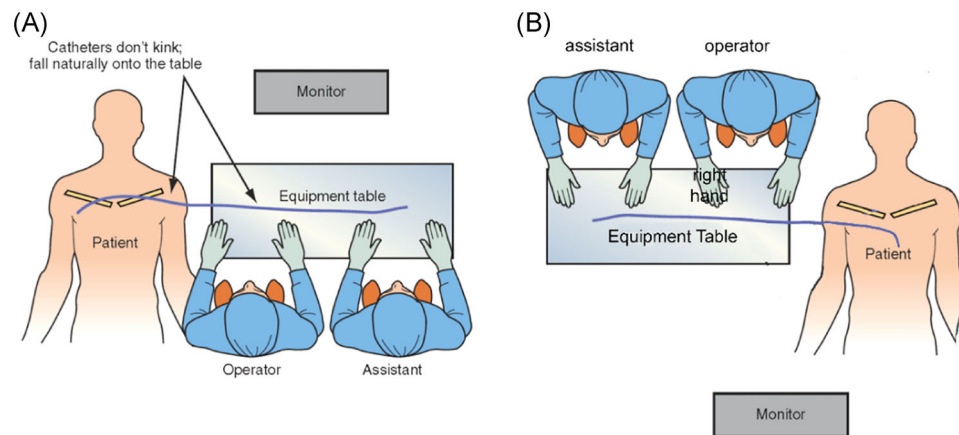 (A)
Catheters don't kink;
fall naturally onto the table
Monitor
Equipment table
Patient
Operator
Assistant
(B)
assistant
operator
right
hand
Equipment Table
Patient
Monitor